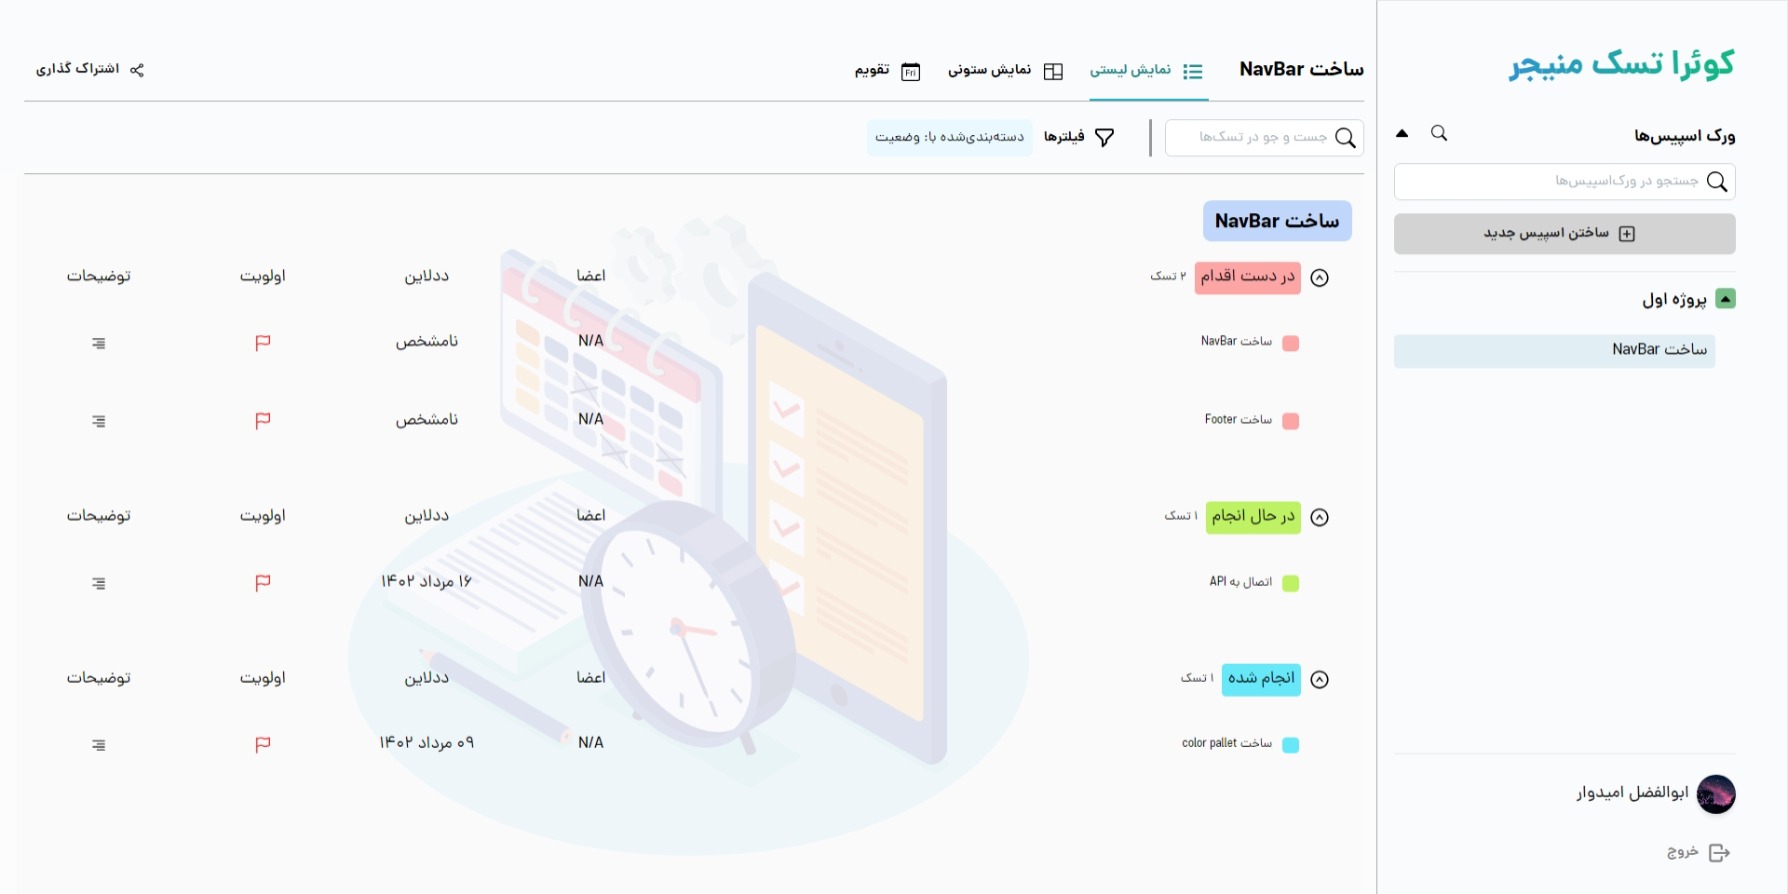 کوئرا تسک منیجر
ورک اسپیس‌ها
جستجو در ورک‌اسپیس‌ها
ساختن اسپیس جدید
پروژه اول
ساخت NavBar
ابوالفضل امیدوار
خروج
ساخت NavBar
نمایش لیستی
نمایش ستونی
تقویم
Fri
اشتراک گذاری
جست و جو در تسک‌ها
فیلترها
دسته‌بندی‌شده با: وضعیت
ساخت NavBar
در دست اقدام ۲ تسک اعضا ددلاین اولویت توضیحات
ساخت NavBar N/A نامشخص
ساخت Footer N/A نامشخص
در حال انجام ۱ تسک اعضا ددلاین اولویت توضیحات
اتصال به API N/A ۱۶ مرداد ۱۴۰۲
انجام شده ۱ تسک اعضا ددلاین اولویت توضیحات
ساخت color pallet N/A ۰۹ مرداد ۱۴۰۲